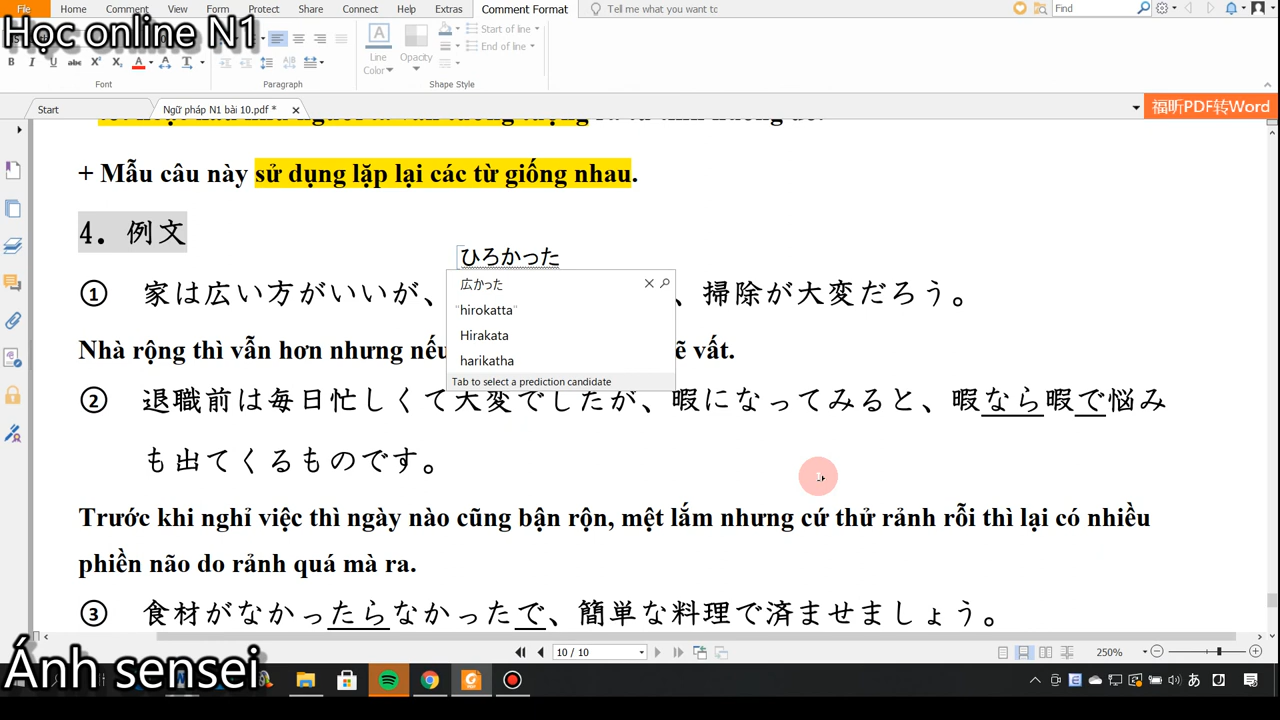 File Home Comment View Form Protect Share Connect Help Extras Comment Format Tell me what you want tc Find
Học online N1
Start of line
End of line
Line Color
Opacity
Font Paragraph Shape Style
Start Ngữ pháp N1 bài 10.pdf * 福昕PDF转Word
+ Mẫu câu này sử dụng lặp lại các từ giống nhau.
4. 例文
ひろかった
① 家は広い方がいいが、 、掃除が大変だろう。
広かった
"hirokatta"
Hirakata
harikatha
Tab to select a prediction candidate
Nhà rộng thì vẫn hơn nhưng nếu ẽ vất.
② 退職前は毎日忙しくて大変でしたが、暇になってみると、暇なら暇で悩み
も出てくるものです。
Trước khi nghỉ việc thì ngày nào cũng bận rộn, mệt lắm nhưng cứ thử rảnh rỗi thì lại có nhiều
phiền não do rảnh quá mà ra.
③ 食材がなかったらなかったで、簡単な料理で済ませましょう。
10 / 10 250%
Ánh sensei